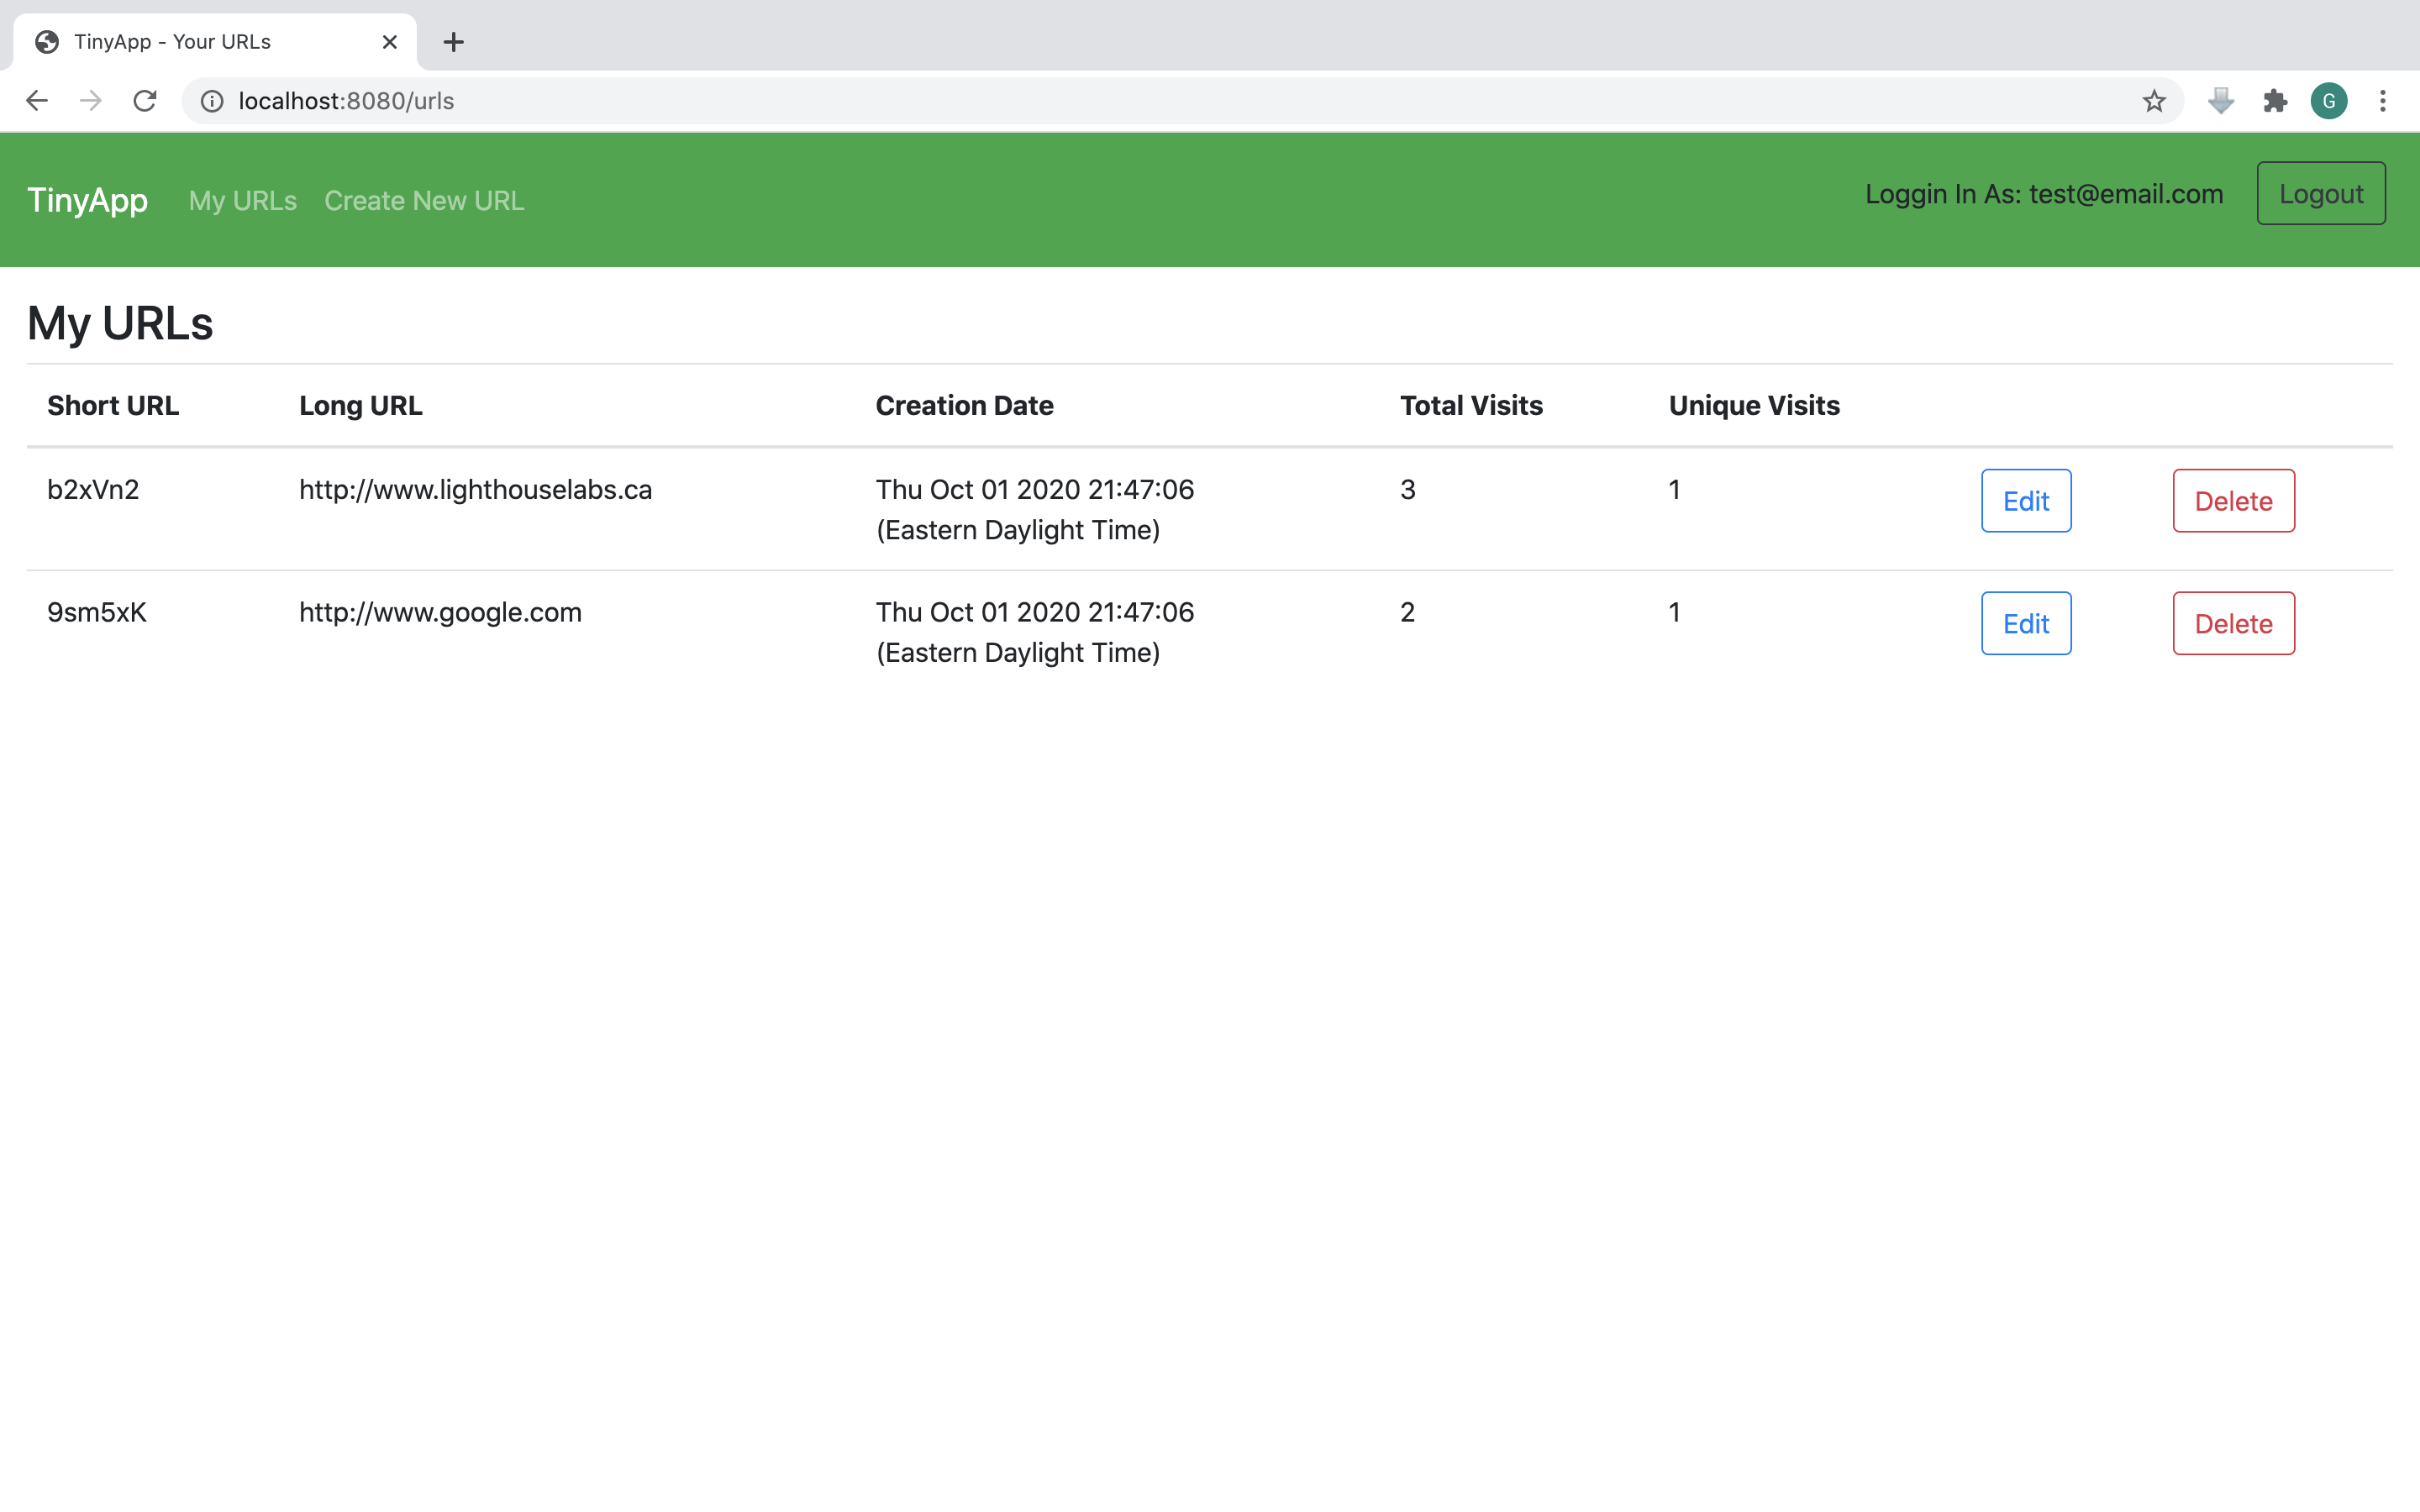 TinyApp - Your URLs
localhost:8080/urls
G
TinyApp My URLs Create New URL Loggin In As: test@email.com Logout
My URLs
Short URL Long URL Creation Date Total Visits Unique Visits
b2xVn2 http://www.lighthouselabs.ca Thu Oct 01 2020 21:47:06 3 1 Edit Delete
(Eastern Daylight Time)
9sm5xK http://www.google.com Thu Oct 01 2020 21:47:06 2 1 Edit Delete
(Eastern Daylight Time)